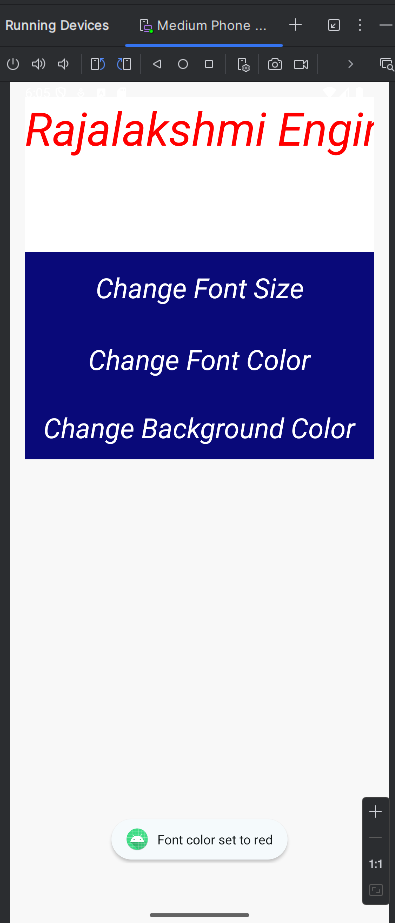 Running Devices
Medium Phone ...
Rajalakshmi Engin
Change Font Size
Change Font Color
Change Background Color
Font color set to red
1:1